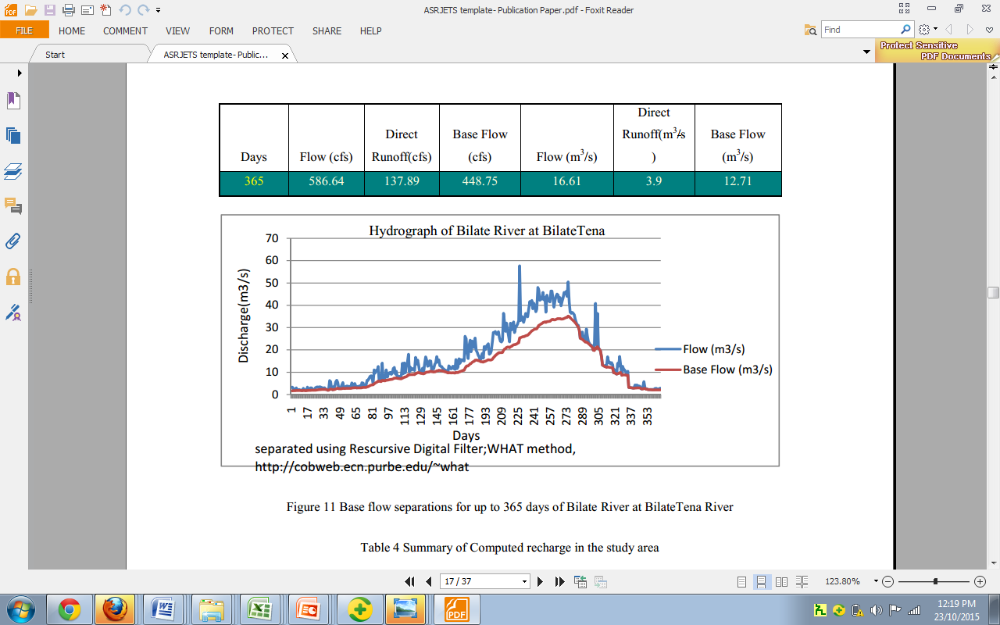 ASRJETS template- Publication Paper.pdf - Foxit Reader
FILE HOME COMMENT VIEW FORM PROTECT SHARE HELP
Find
Start
ASRJETS template- Public...
Protect Sensitive
PDF Documents
Days
Flow (cfs)
Direct
Runoff(cfs)
Base Flow
(cfs)
Flow (m³/s)
Direct
Runoff(m³/s
)
Base Flow
(m³/s)
365 586.64 137.89 448.75 16.61 3.9 12.71
Hydrograph of Bilate River at BilateTena
Discharge(m3/s)
70
60
50
40
30
20
10
0
1 17 33 49 65 81 97 113 129 145 161 177 193 209 225 241 257 273 289 305 321 337 353
Days
Flow (m3/s)
Base Flow (m3/s)
separated using Rescursive Digital Filter;WHAT method,
http://cobweb.ecn.purbe.edu/~what
Figure 11 Base flow separations for up to 365 days of Bilate River at BilateTena River
Table 4 Summary of Computed recharge in the study area
17 / 37
123.80%
PDF
12:19 PM
23/10/2015